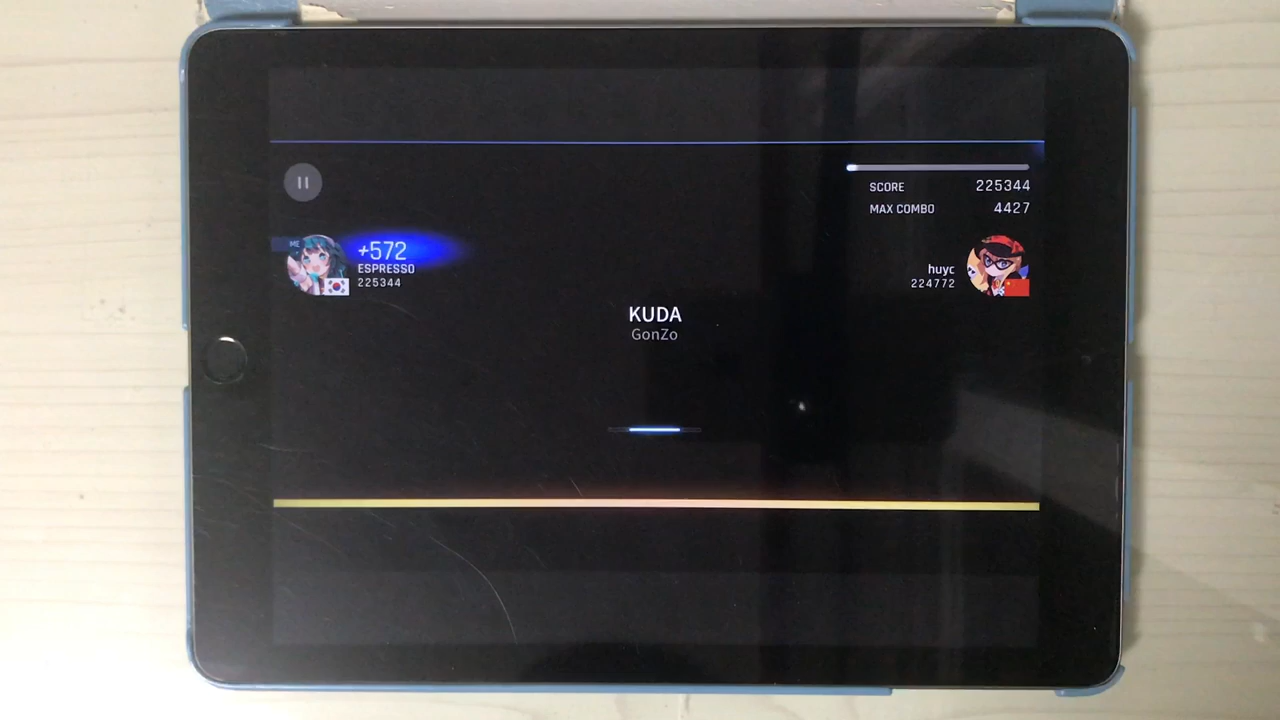 SCORE 225344
MAX COMBO 4427
ME
+572
ESPRESSO
225344
huyc
224772
KUDA
GonZo